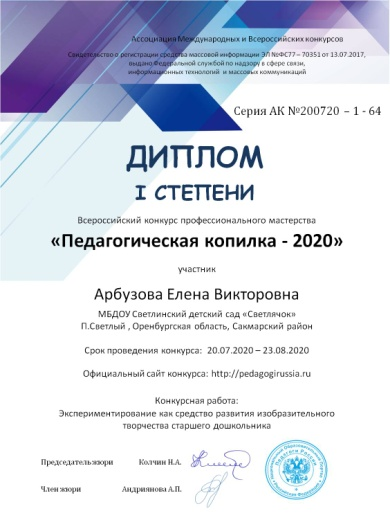 Ассоциация Международных и Всероссийских конкурсов
Свидетельство о регистрации средства массовой информации ЭЛ №ФС77 – 70351 от 13.07.2017,
выдано Федеральной службой по надзору в сфере связи,
информационных технологий и массовых коммуникаций
Серия АК №200720 – 1 - 64
ДИПЛОМ
I СТЕПЕНИ
Всероссийский конкурс профессионального мастерства
«Педагогическая копилка - 2020»
участник
Арбузова Елена Викторовна
МБДОУ Светлинский детский сад «Светлячок»
П.Светлый , Оренбургская область, Сакмарский район
Срок проведения конкурса: 20.07.2020 – 23.08.2020
Официальный сайт конкурса: http://pedagogirussia.ru
Конкурсная работа:
Экспериментирование как средство развития изобразительного
творчества старшего дошкольника
Председатель жюри Колчин Н.А.
Член жюри Андриянова А.П.